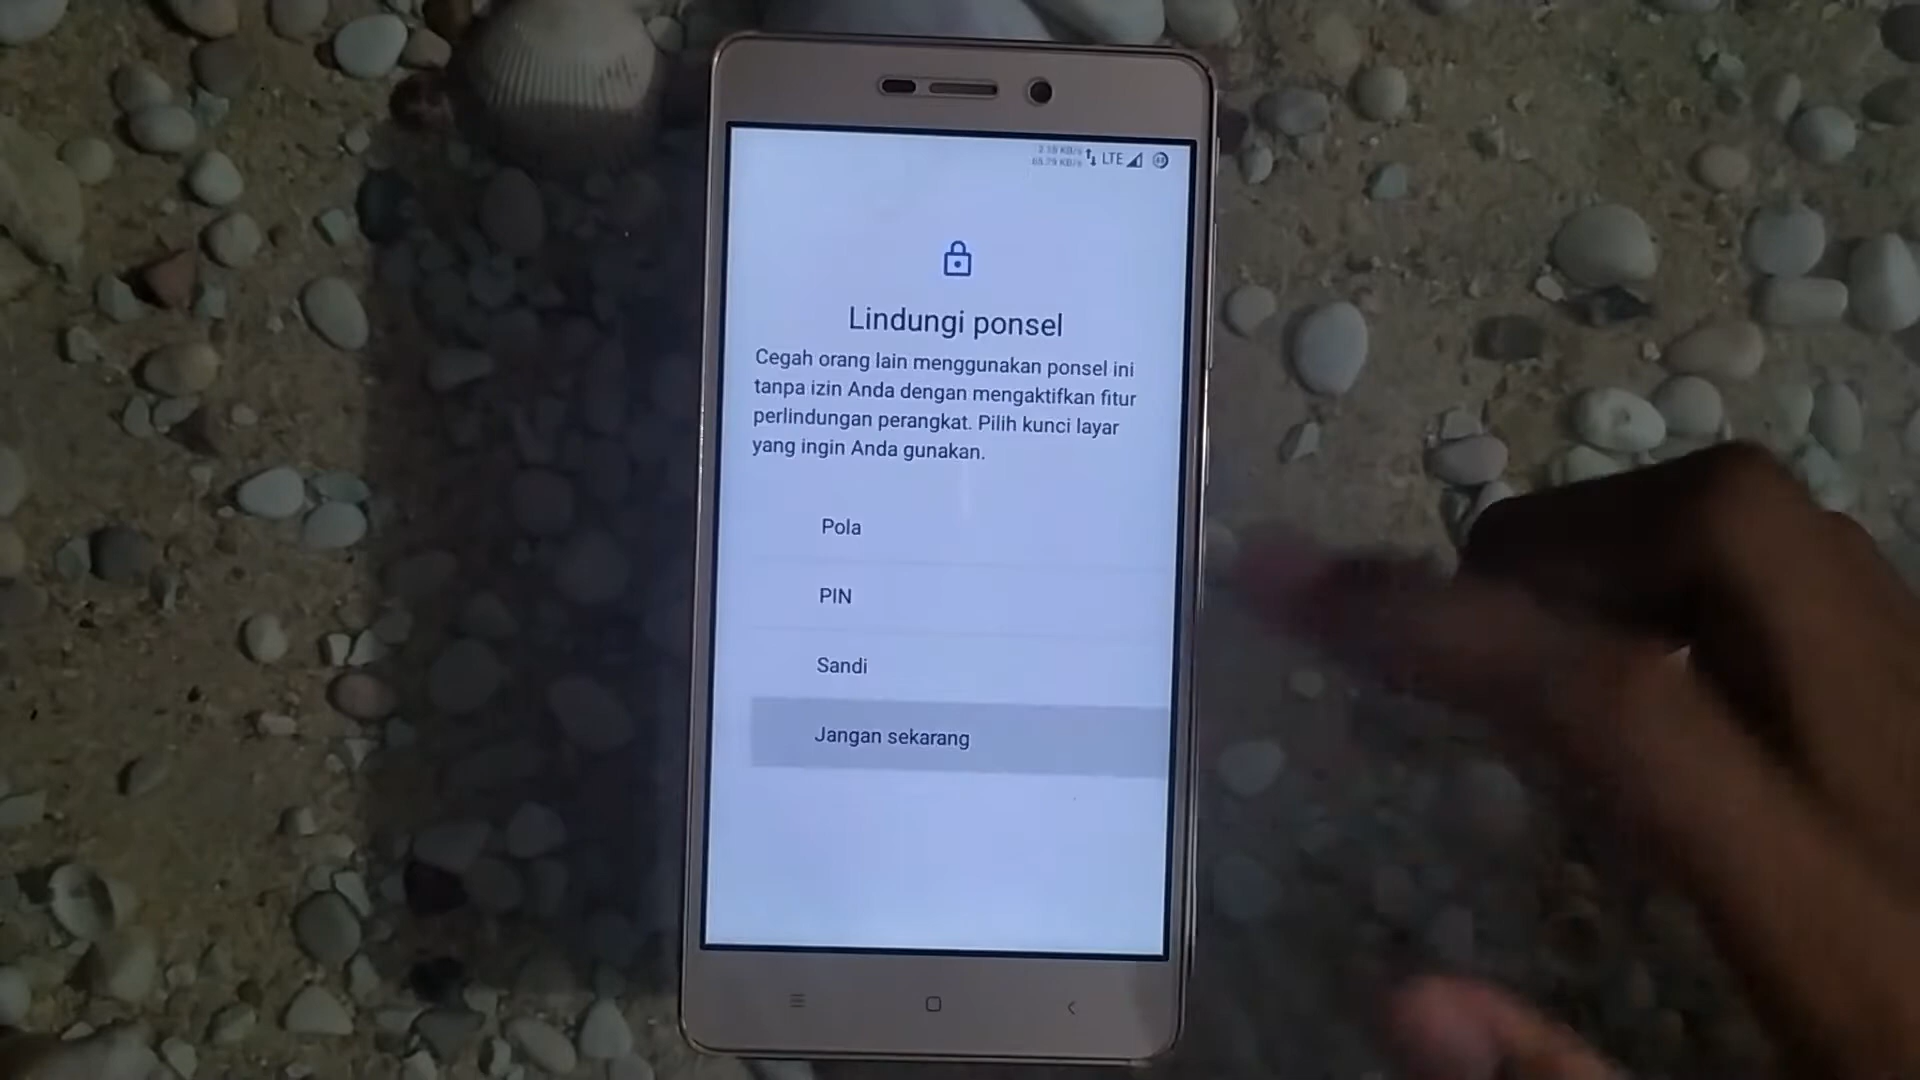 LTE
Lindungi ponsel
Cegah orang lain menggunakan ponsel ini
tanpa izin Anda dengan mengaktifkan fitur
perlindungan perangkat. Pilih kunci layar
yang ingin Anda gunakan.
Pola
PIN
Sandi
Jangan sekarang